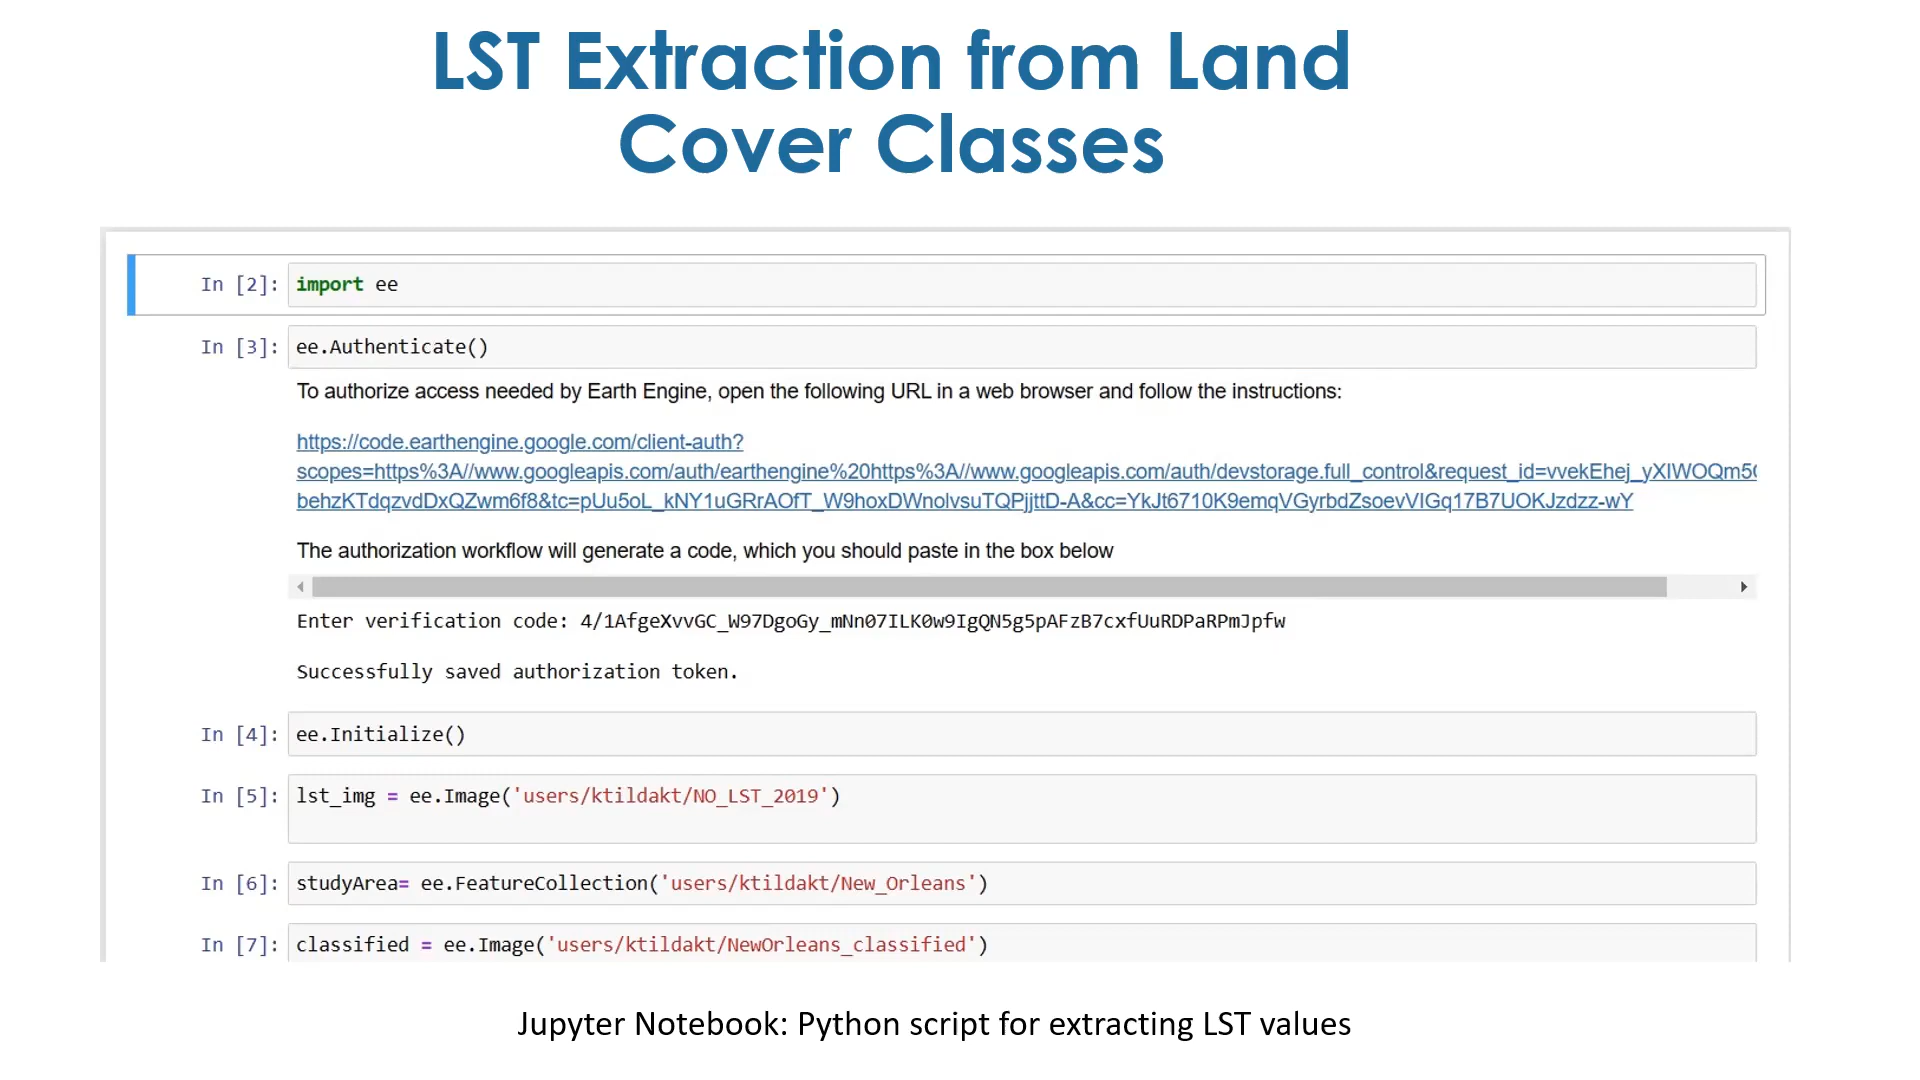 LST Extraction from Land
Cover Classes
In [2]: import ee
In [3]: ee.Authenticate()
To authorize access needed by Earth Engine, open the following URL in a web browser and follow the instructions:
https://code.earthengine.google.com/client-auth?
scopes=https%3A//www.googleapis.com/auth/earthengine%20https%3A//www.googleapis.com/auth/devstorage.full_control&request_id=vvekEhej_yXIWOQm5
behzKTdqzvdDxQZwm6f8&tc=pUu5oL_kNY1uGRrAOfT_W9hoxDWnolvsuTQPjjttD-A&cc=YkJt6710K9emqVGyrbdZsoevVIGq17B7UOKJzdzz-wY
The authorization workflow will generate a code, which you should paste in the box below
Enter verification code: 4/1AfgeXvvGC_W97DgoGy_mNn07ILK0w9IgQN5g5pAFzB7cxfUuRDPaRPmJpfw
Successfully saved authorization token.
In [4]: ee.Initialize()
In [5]: lst_img = ee.Image('users/ktildakt/NO_LST_2019')
In [6]: studyArea= ee.FeatureCollection('users/ktildakt/New_Orleans')
In [7]: classified = ee.Image('users/ktildakt/NewOrleans_classified')
Jupyter Notebook: Python script for extracting LST values